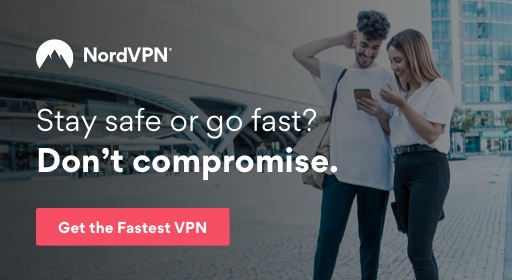 NordVPN®
Stay safe or go fast?
Don't compromise.
Get the Fastest VPN